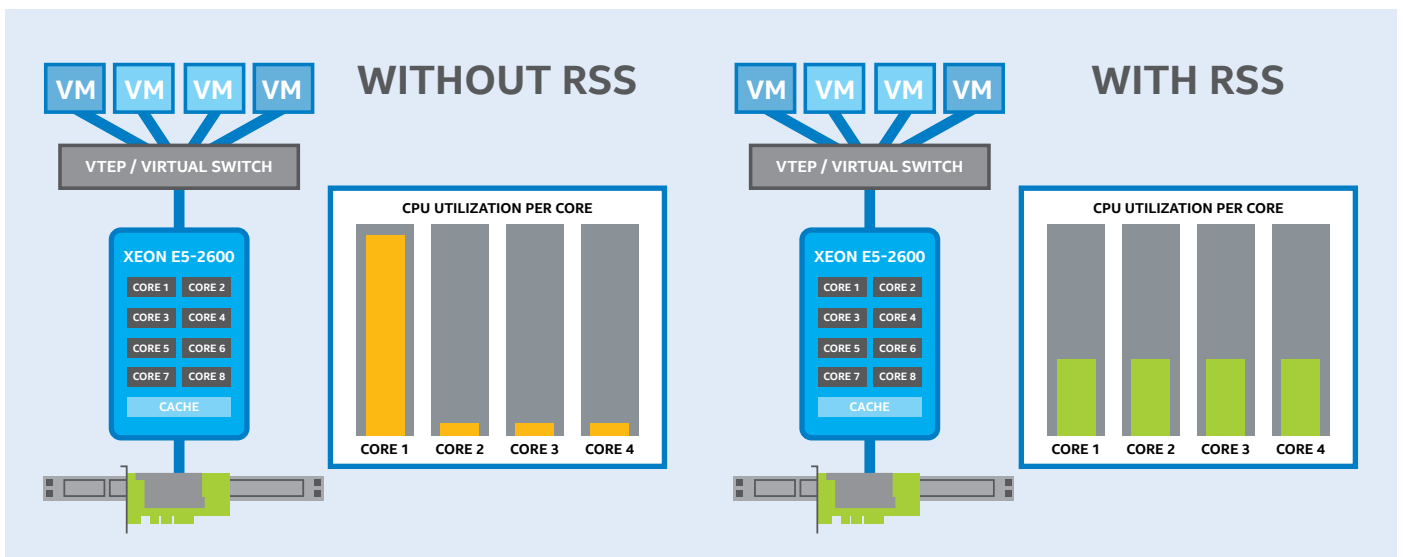 WITHOUT RSS
VM VM VM VM
VTEP / VIRTUAL SWITCH
XEON E5-2600
CORE 1 CORE 2
CORE 3 CORE 4
CORE 5 CORE 6
CORE 7 CORE 8
CACHE
CPU UTILIZATION PER CORE
CORE 1 CORE 2 CORE 3 CORE 4
WITH RSS
VM VM VM VM
VTEP / VIRTUAL SWITCH
XEON E5-2600
CORE 1 CORE 2
CORE 3 CORE 4
CORE 5 CORE 6
CORE 7 CORE 8
CACHE
CPU UTILIZATION PER CORE
CORE 1 CORE 2 CORE 3 CORE 4